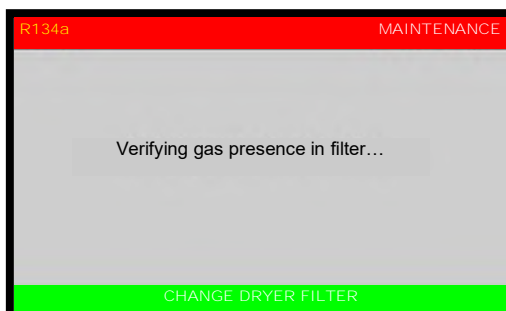 R134a MAINTENANCE
Verifying gas presence in filter…
CHANGE DRYER FILTER